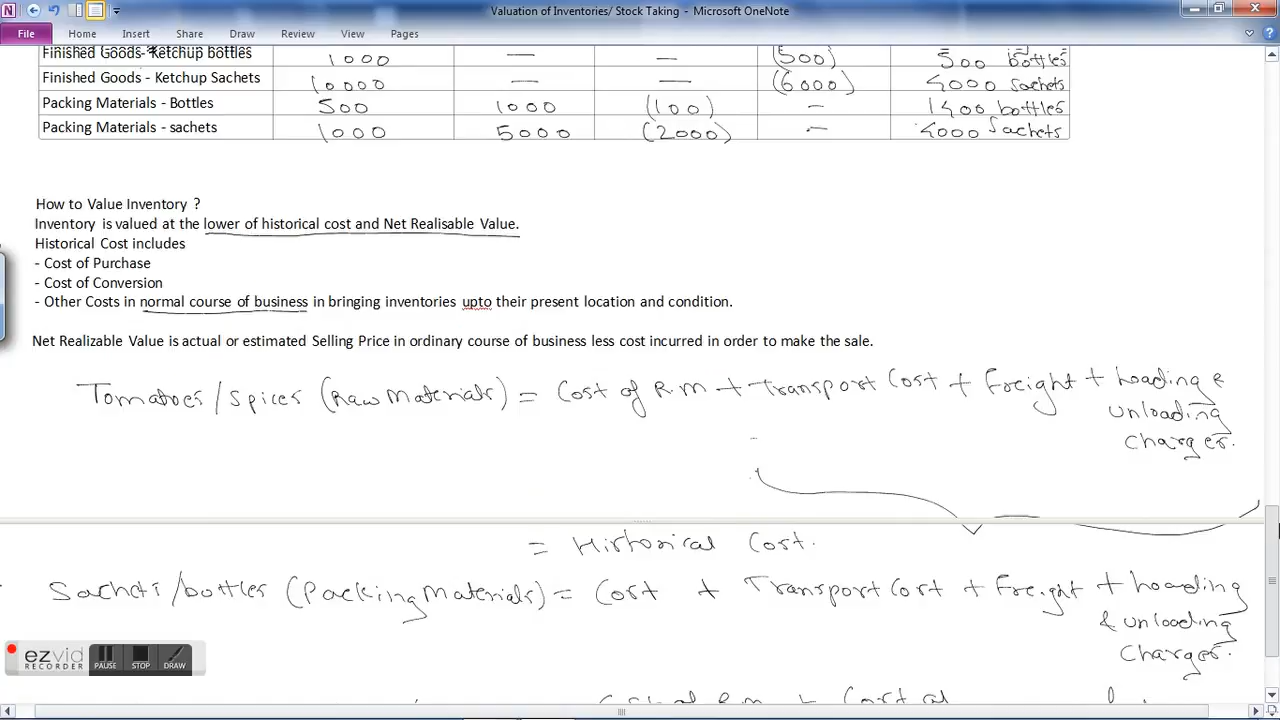 Valuation of Inventories/ Stock Taking - Microsoft OneNote
File Home Insert Share Draw Review View Pages
Finished Goods- Ketchup bottles 1000 — — (500) 500 bottles
Finished Goods - Ketchup Sachets 10000 — — (6000) 4000 sachets
Packing Materials - Bottles 500 1000 (100) - 1400 bottles
Packing Materials - sachets 1000 5000 (2000) - 4000 Sachets
How to Value Inventory ?
Inventory is valued at the lower of historical cost and Net Realisable Value.
Historical Cost includes
- Cost of Purchase
- Cost of Conversion
- Other Costs in normal course of business in bringing inventories upto their present location and condition.
Net Realizable Value is actual or estimated Selling Price in ordinary course of business less cost incurred in order to make the sale.
Tomatoes/Spices (Raw Materials) = Cost of R.M + Transport Cost + Freight + Loading &
unloading
charges.
= Historical Cost.
Sachets/bottles (Packing Materials) = Cost + Transport Cost + Freight + Loading
& unloading
charges.
ezvid
RECORDER
PAUSE STOP DRAW